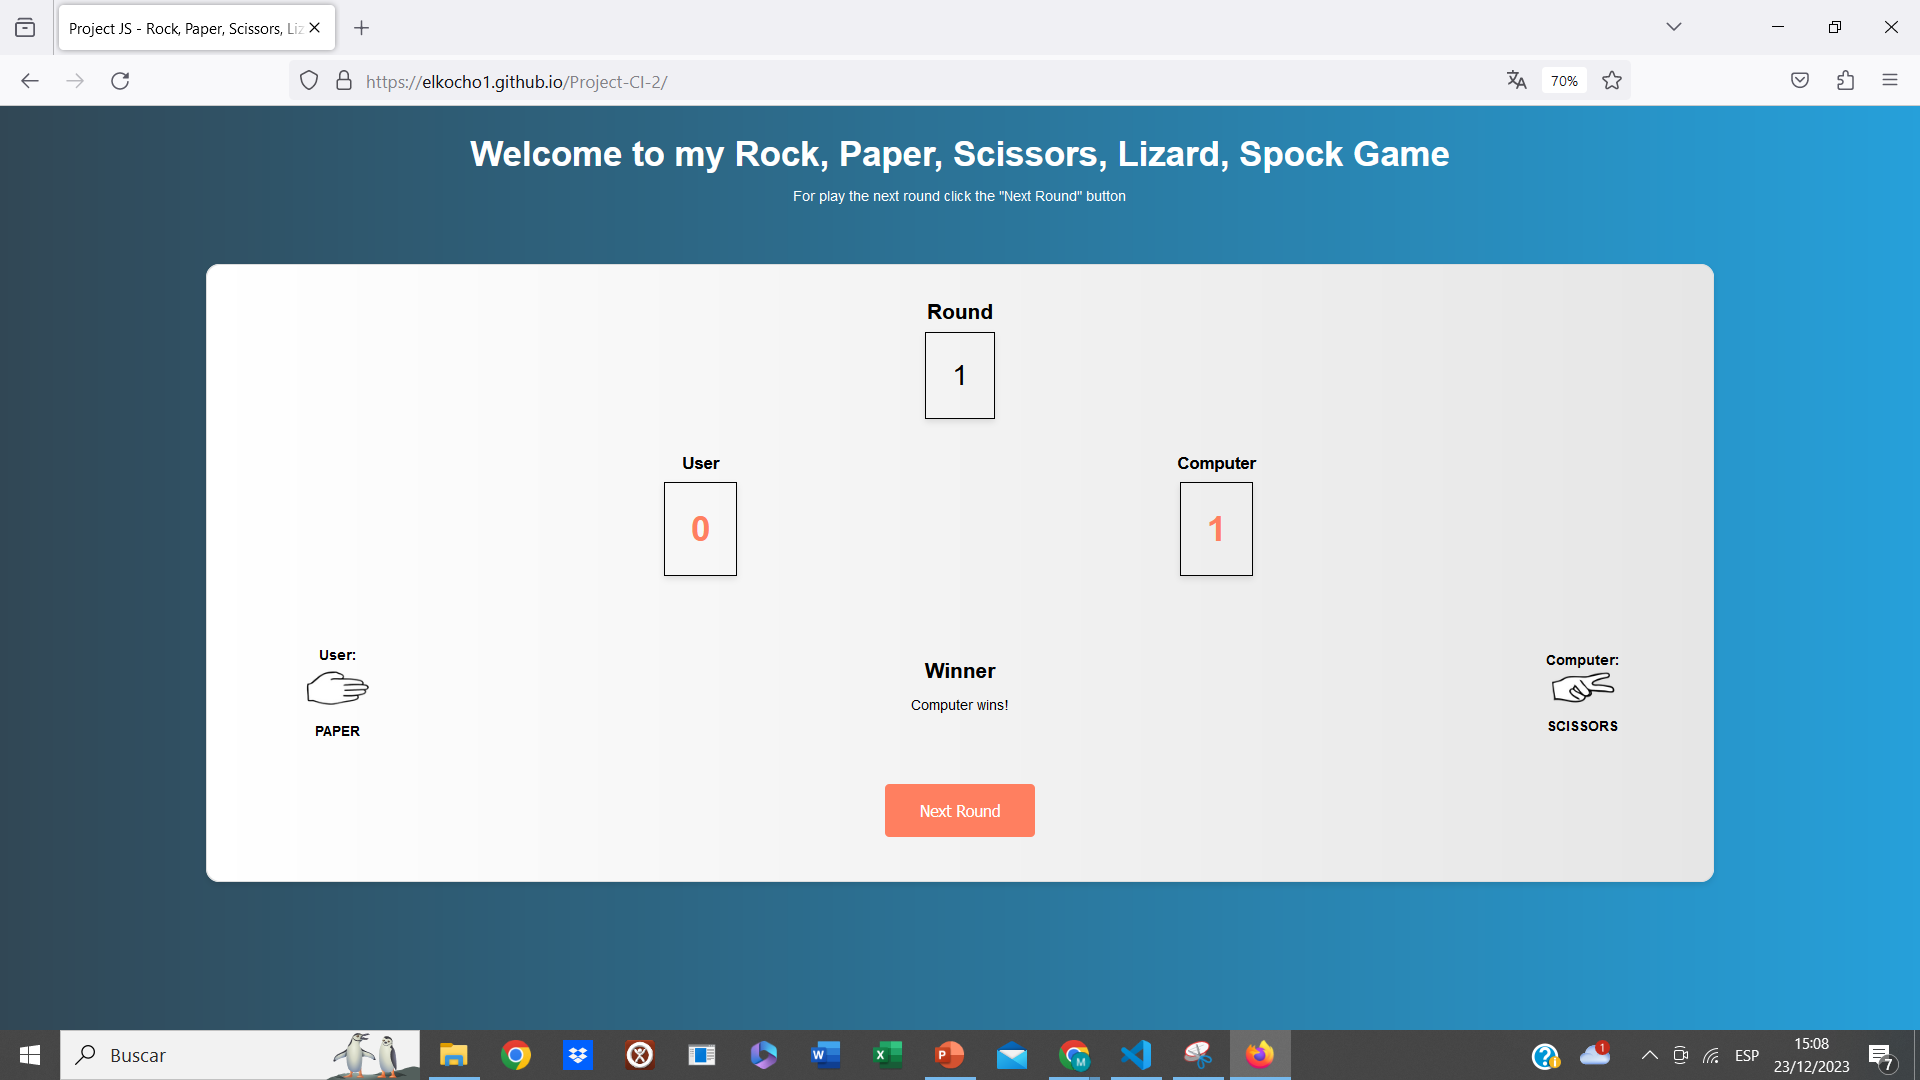 Project JS - Rock, Paper, Scissors, Liz
https://elkocho1.github.io/Project-CI-2/
70%
Welcome to my Rock, Paper, Scissors, Lizard, Spock Game
For play the next round click the "Next Round" button
Round
1
User
Computer
0
1
User:
PAPER
Winner
Computer wins!
Computer:
SCISSORS
Next Round
Buscar
W
X
P
M
1
ESP
15:08
23/12/2023
7